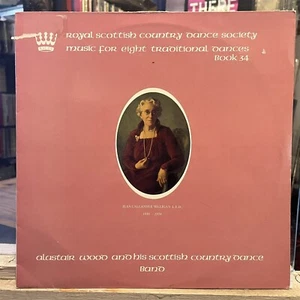 royal scottish country dance society
music for eight traditional dances
Book 34
alastair wood and his scottish country dance
Band